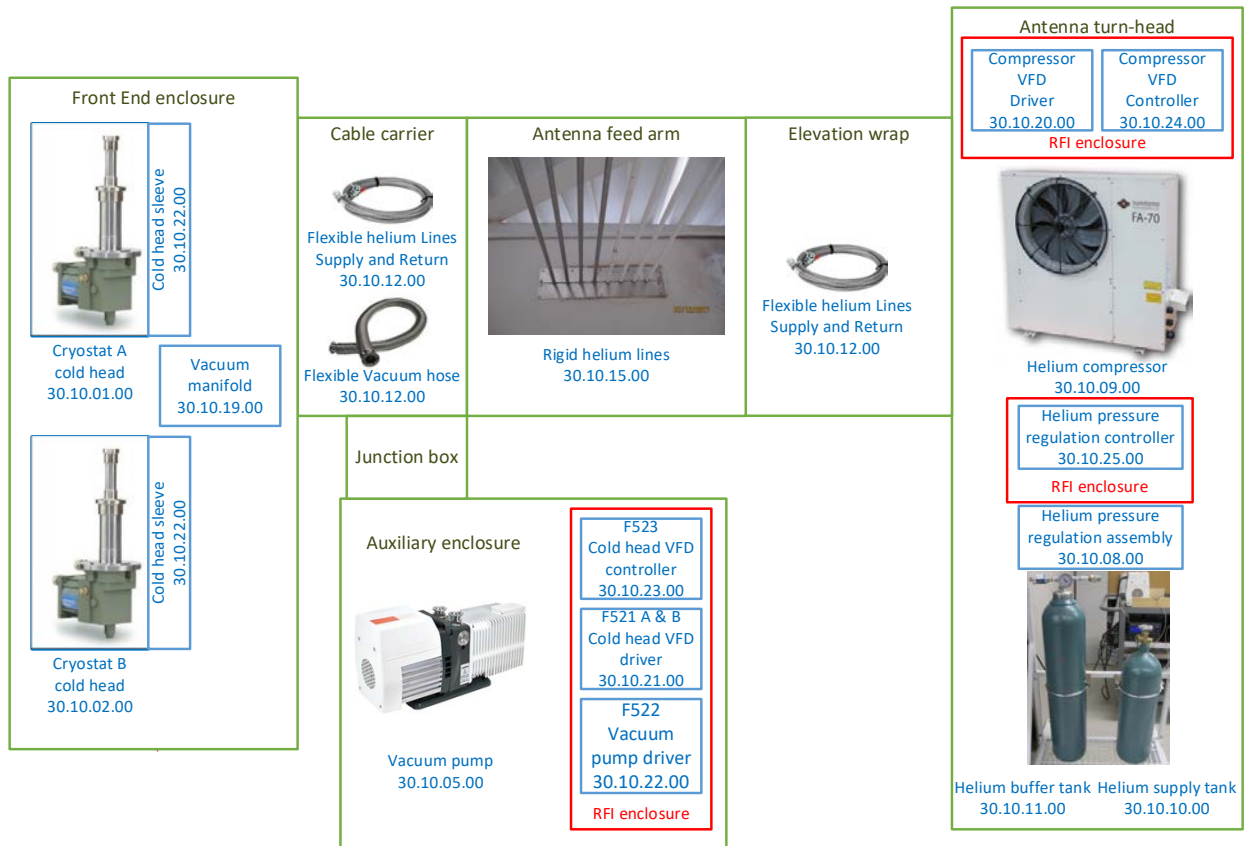 Front End enclosure
Cold head sleeve
30.10.22.00
Cryostat A
cold head
30.10.01.00
Vacuum
manifold
30.10.19.00
Cold head sleeve
30.10.22.00
Cryostat B
cold head
30.10.02.00
Cable carrier
Flexible helium Lines
Supply and Return
30.10.12.00
Flexible Vacuum hose
30.10.12.00
Antenna feed arm
Rigid helium lines
30.10.15.00
Elevation wrap
Flexible helium Lines
Supply and Return
30.10.12.00
Junction box
Auxiliary enclosure
Vacuum pump
30.10.05.00
F523
Cold head VFD
controller
30.10.23.00
F521 A & B
Cold head VFD
driver
30.10.21.00
F522
Vacuum
pump driver
30.10.22.00
RFI enclosure
Antenna turn-head
Compressor
VFD
Driver
30.10.20.00
Compressor
VFD
Controller
30.10.24.00
RFI enclosure
FA-70
Helium compressor
30.10.09.00
Helium pressure
regulation controller
30.10.25.00
RFI enclosure
Helium pressure
regulation assembly
30.10.08.00
Helium buffer tank
30.10.11.00
Helium supply tank
30.10.10.00